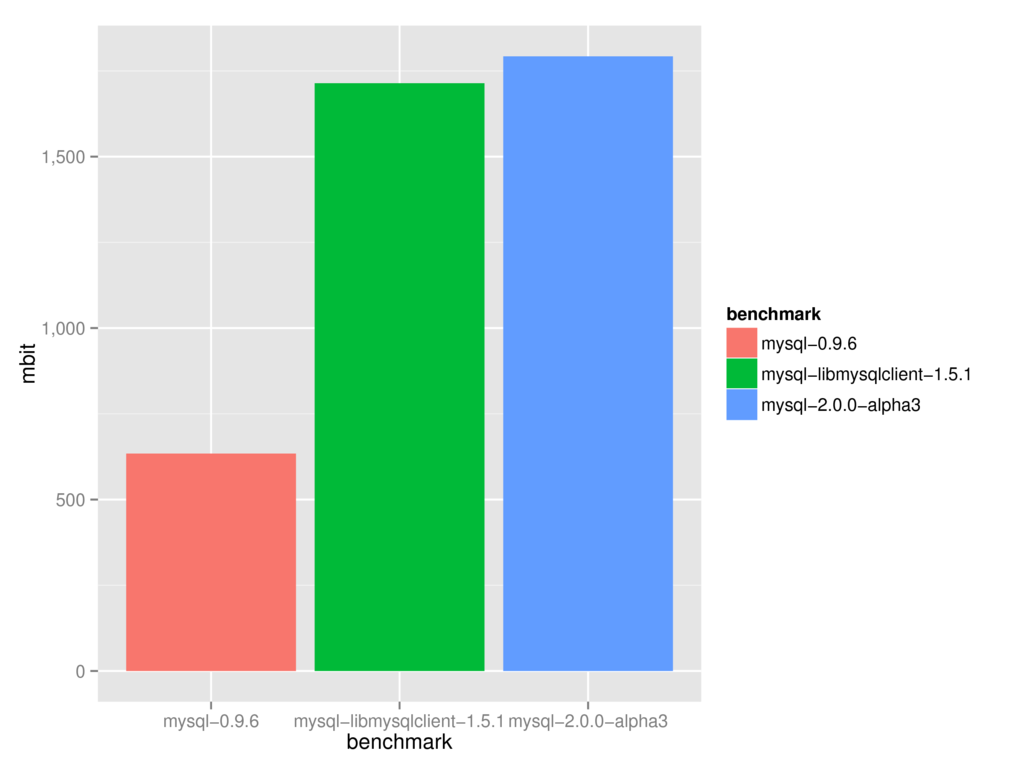 1,500
1,000
500
0
mbit
mysql−0.9.6 mysql−libmysqlclient−1.5.1 mysql−2.0.0−alpha3
benchmark
benchmark
mysql−0.9.6
mysql−libmysqlclient−1.5.1
mysql−2.0.0−alpha3